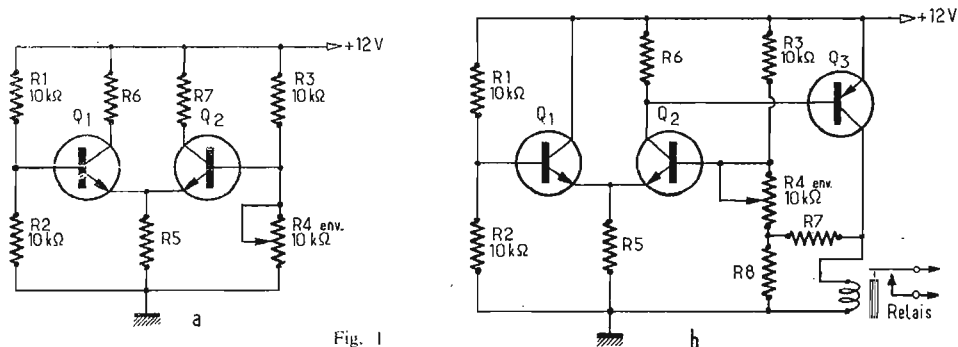 +12V
R1
10kΩ
R6
R7
R3
10kΩ
Q1
Q2
R2
10kΩ
R5
R4 env.
10kΩ
a
Fig. 1
+12V
R1
10kΩ
R6
R3
10kΩ
Q3
Q1
Q2
R4 env.
10kΩ
R2
10kΩ
R5
R7
R8
Relais
b